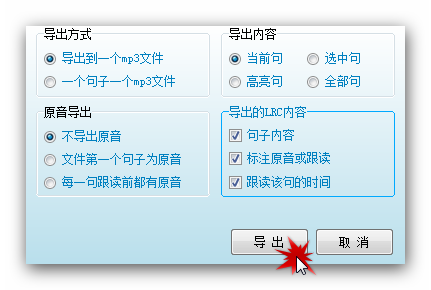 导出方式
导出到一个mp3文件
一个句子一个mp3文件
导出内容
当前句 选中句
高亮句 全部句
原音导出
不导出原音
文件第一个句子为原音
每一句跟读前都有原音
导出的LRC内容
句子内容
标注原音或跟读
跟读该句的时间
导 出 取 消